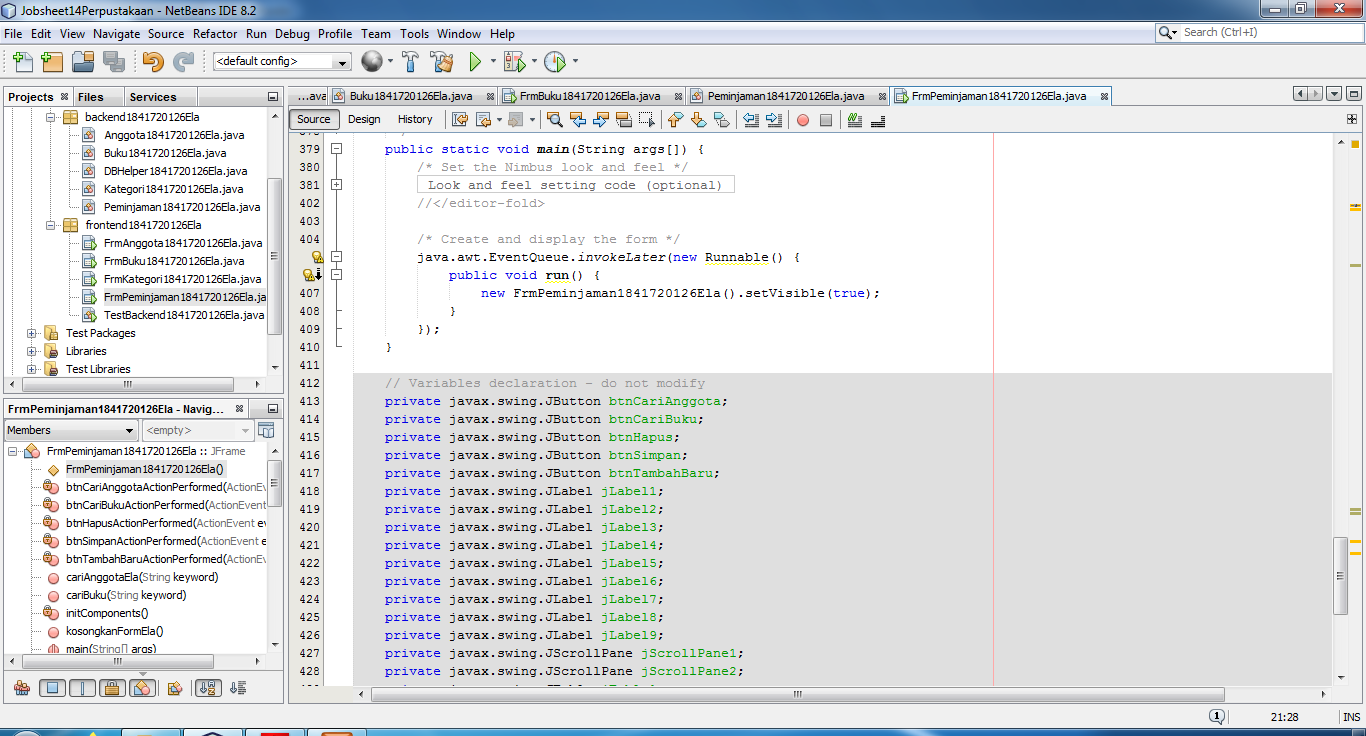 Jobsheet14Perpustakaan - NetBeans IDE 8.2
File Edit View Navigate Source Refactor Run Debug Profile Team Tools Window Help
Search (Ctrl+I)
<default config>
Projects Files Services
backend1841720126Ela
Anggota1841720126Ela.java
Buku1841720126Ela.java
DBHelper1841720126Ela.java
Kategori1841720126Ela.java
Peminjaman1841720126Ela.java
frontend1841720126Ela
FrmAnggota1841720126Ela.java
FrmBuku1841720126Ela.java
FrmKategori1841720126Ela.java
FrmPeminjaman1841720126Ela.ja
TestBackend1841720126Ela.java
Test Packages
Libraries
Test Libraries
FrmPeminjaman1841720126Ela - Navig...
Members <empty>
FrmPeminjaman1841720126Ela :: JFrame
FrmPeminjaman1841720126Ela()
btnCariAnggotaActionPerformed(ActionEv
btnCariBukuActionPerformed(ActionEvent
btnHapusActionPerformed(ActionEvent ev
btnSimpanActionPerformed(ActionEvent e
btnTambahBaruActionPerformed(ActionEv
cariAnggotaEla(String keyword)
cariBuku(String keyword)
initComponents()
kosongkanFormEla()
main(String[] args)
...ava Buku1841720126Ela.java FrmBuku1841720126Ela.java Peminjaman1841720126Ela.java FrmPeminjaman1841720126Ela.java
Source Design History
379 public static void main(String args[]) {
380 /* Set the Nimbus look and feel */
381 Look and feel setting code (optional)
402 //</editor-fold>
403
404 /* Create and display the form */
java.awt.EventQueue.invokeLater(new Runnable() {
public void run() {
407 new FrmPeminjaman1841720126Ela().setVisible(true);
408 }
409 });
410 }
411
412 // Variables declaration - do not modify
413 private javax.swing.JButton btnCariAnggota;
414 private javax.swing.JButton btnCariBuku;
415 private javax.swing.JButton btnHapus;
416 private javax.swing.JButton btnSimpan;
417 private javax.swing.JButton btnTambahBaru;
418 private javax.swing.JLabel jLabel1;
419 private javax.swing.JLabel jLabel2;
420 private javax.swing.JLabel jLabel3;
421 private javax.swing.JLabel jLabel4;
422 private javax.swing.JLabel jLabel5;
423 private javax.swing.JLabel jLabel6;
424 private javax.swing.JLabel jLabel7;
425 private javax.swing.JLabel jLabel8;
426 private javax.swing.JLabel jLabel9;
427 private javax.swing.JScrollPane jScrollPane1;
428 private javax.swing.JScrollPane jScrollPane2;
1 21:28 INS